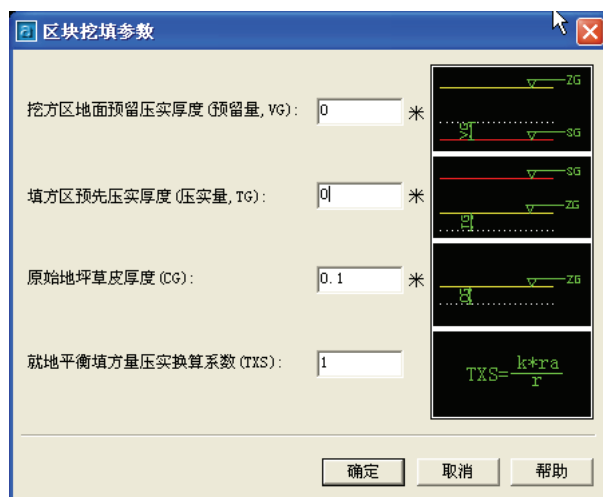 区块挖填参数
挖方区地面预留压实厚度(预留量,VG): 0 米
ZG
VG
SG
填方区预先压实厚度(压实量,TG): 0 米
SG
ZG
TG
原始地坪草皮厚度(CG): 0.1 米
ZG
CG
就地平衡填方量压实换算系数(TXS): 1
TXS=k*ra/r
确定 取消 帮助